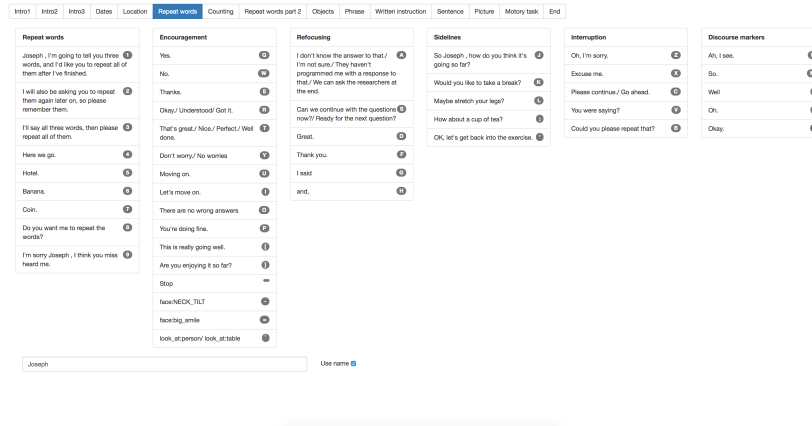 Intro1 Intro2 Intro3 Dates Location Repeat words Counting Repeat words part 2 Objects Phrase Written instruction Sentence Picture Motory task End
Repeat words
Joseph , I'm going to tell you three 1
words, and I'd like you to repeat all of
them after I've finished.
I will also be asking you to repeat 2
them again later on, so please
remember them.
I'll say all three words, then please 3
repeat all of them.
Here we go. 4
Hotel. 5
Banana. 6
Coin. 7
Do you want me to repeat the 8
words?
I'm sorry Joseph , I think you miss 9
heard me.
Encouragement
Yes. Q
No. W
Thanks. E
Okay./ Understood/ Got it. R
That's great./ Nice./ Perfect./ Well T
done.
Don't worry./ No worries Y
Moving on. U
Let's move on. I
There are no wrong answers O
You're doing fine. P
This is really going well. [
Are you enjoying it so far? ]
Stop
face:NECK_TILT -
face:big_smile =
look_at:person/ look_at:table
Refocusing
I don't know the answer to that./ A
I'm not sure./ They haven't
programmed me with a response to
that./ We can ask the researchers at
the end.
Can we continue with the questions S
now?/ Ready for the next question?
Great. D
Thank you. F
I said G
and, H
Sidelines
So Joseph , how do you think it's J
going so far?
Would you like to take a break? K
Maybe stretch your legs? L
How about a cup of tea? ;
OK, let's get back into the exercise.
Interruption
Oh, I'm sorry. Z
Excuse me. X
Please continue./ Go ahead. C
You were saying? V
Could you please repeat that? B
Discourse markers
Ah, I see.
So.
Well
Oh.
Okay.
Joseph
Use name